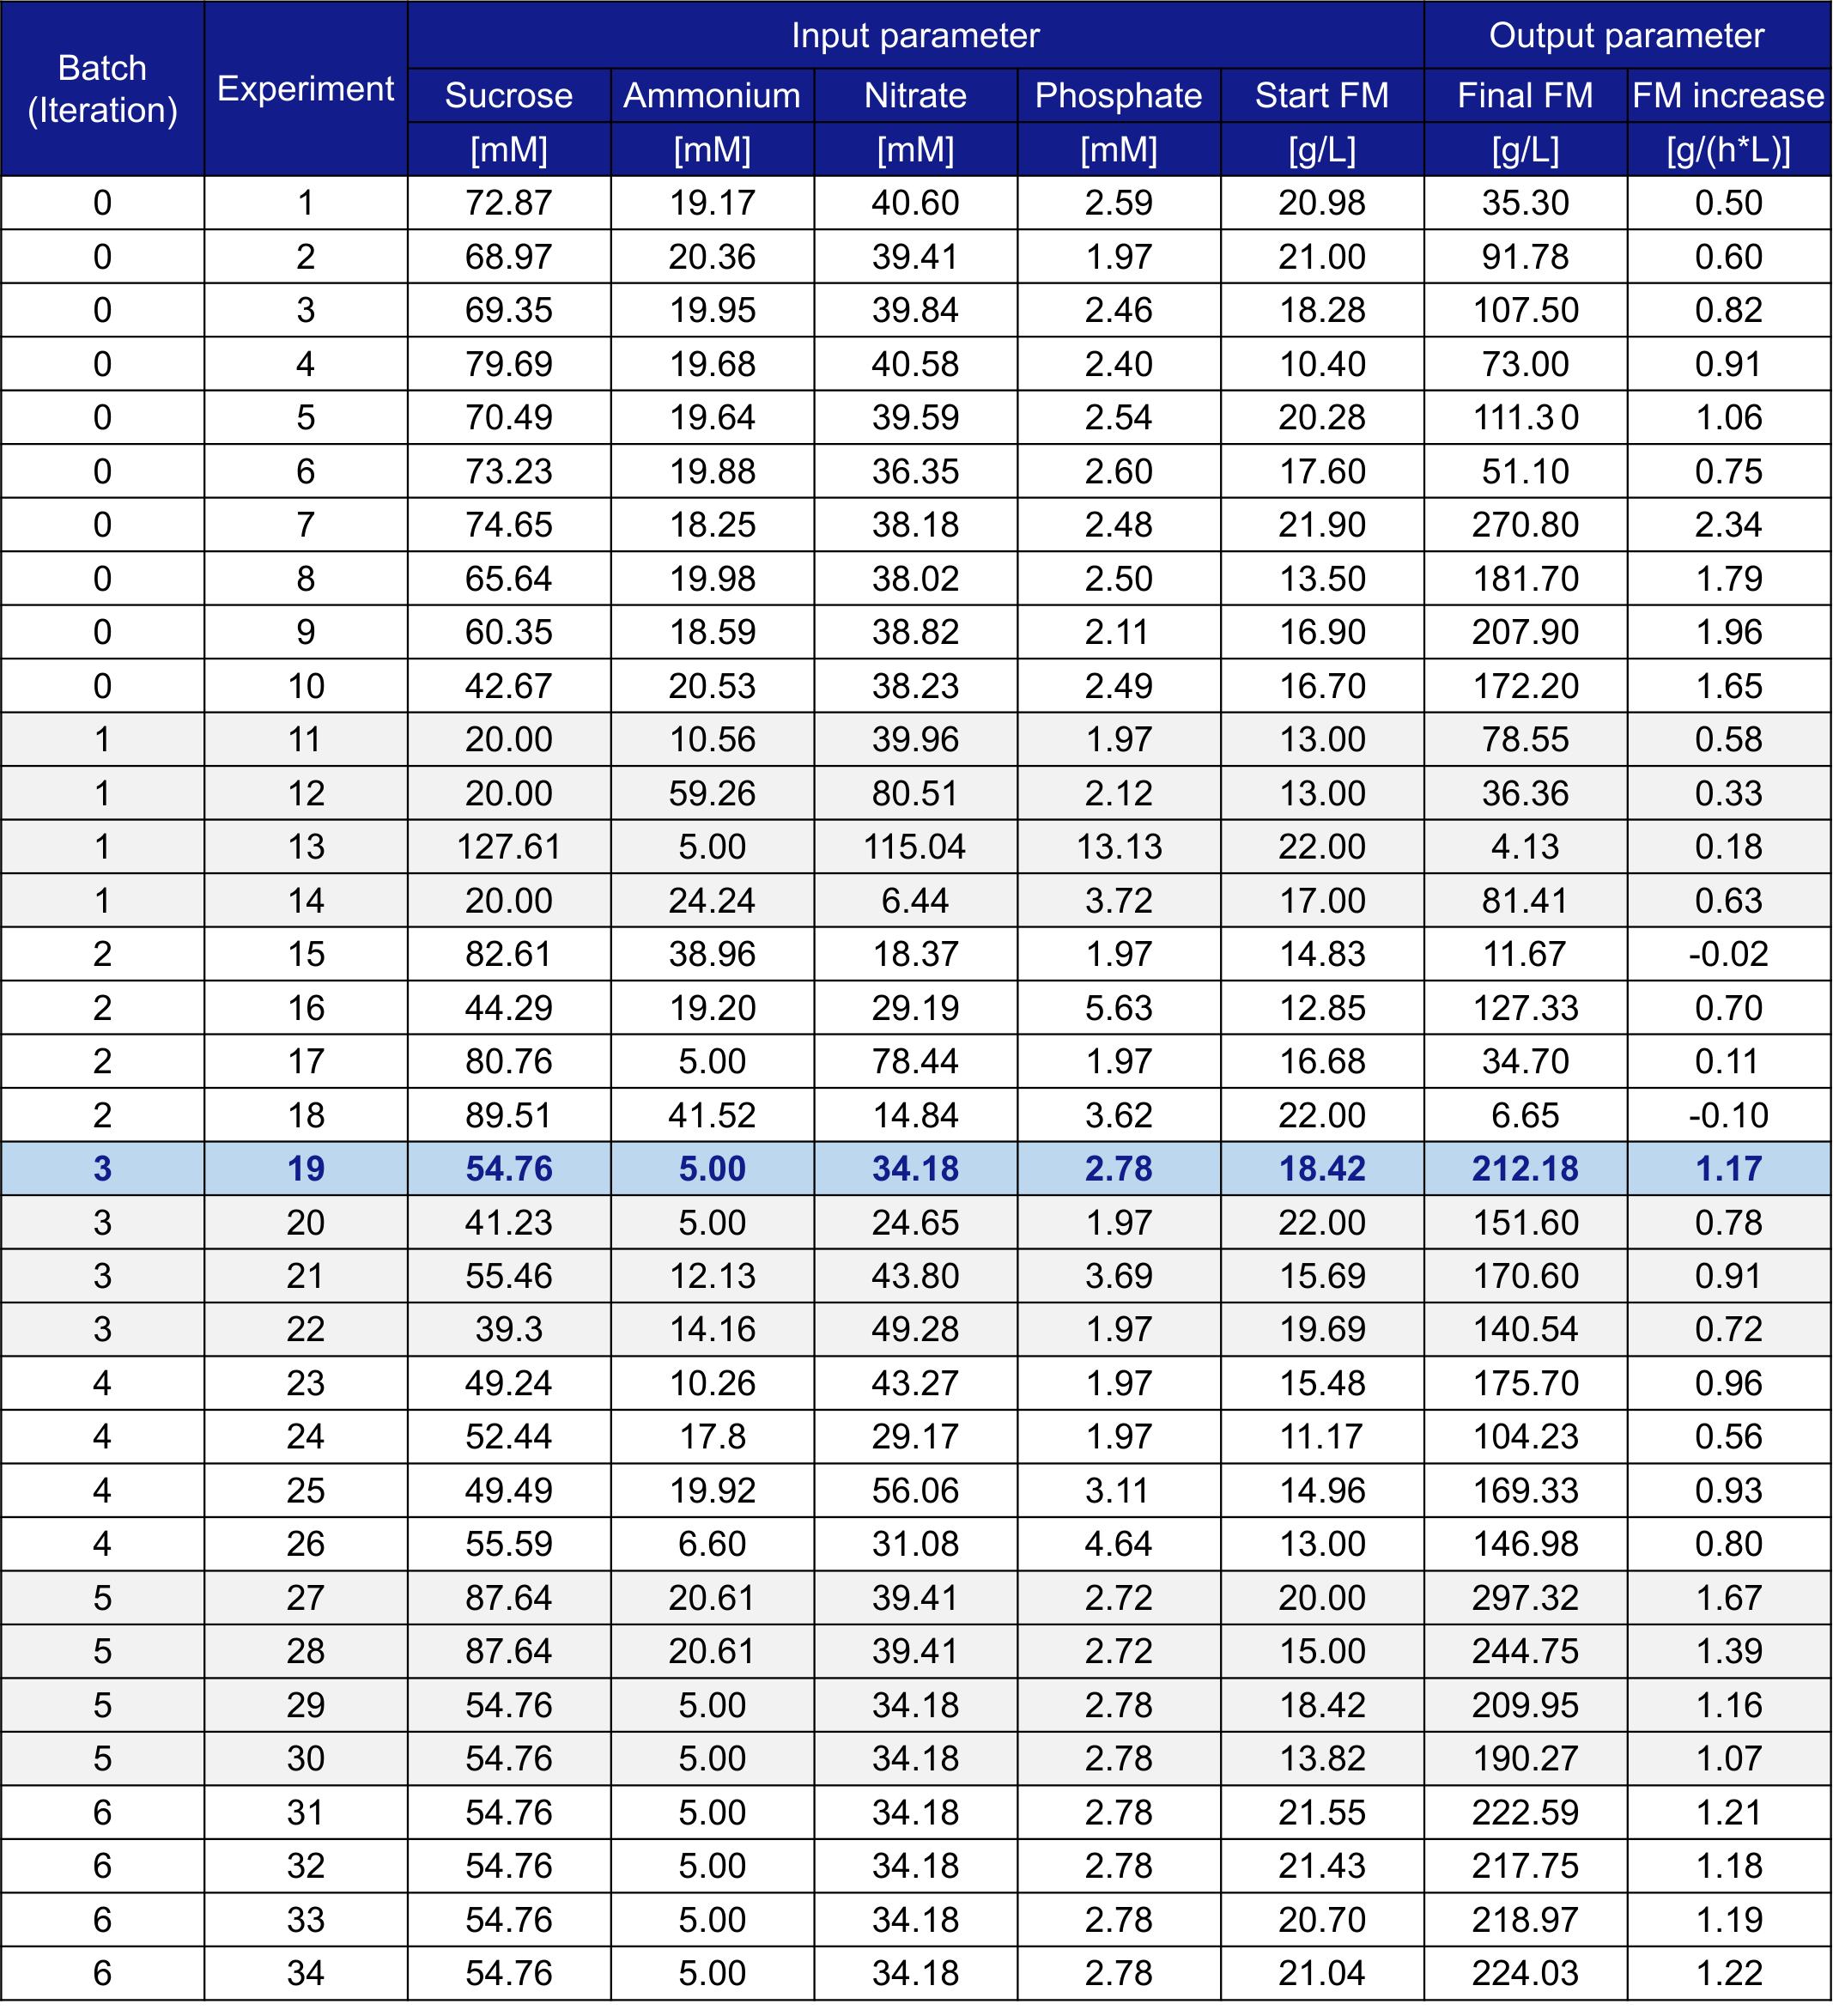 Batch (Iteration) Experiment Input parameter Output parameter
Sucrose Ammonium Nitrate Phosphate Start FM Final FM FM increase
[mM] [mM] [mM] [mM] [g/L] [g/L] [g/(h*L)]
0 1 72.87 19.17 40.60 2.59 20.98 35.30 0.50
0 2 68.97 20.36 39.41 1.97 21.00 91.78 0.60
0 3 69.35 19.95 39.84 2.46 18.28 107.50 0.82
0 4 79.69 19.68 40.58 2.40 10.40 73.00 0.91
0 5 70.49 19.64 39.59 2.54 20.28 111.3 0 1.06
0 6 73.23 19.88 36.35 2.60 17.60 51.10 0.75
0 7 74.65 18.25 38.18 2.48 21.90 270.80 2.34
0 8 65.64 19.98 38.02 2.50 13.50 181.70 1.79
0 9 60.35 18.59 38.82 2.11 16.90 207.90 1.96
0 10 42.67 20.53 38.23 2.49 16.70 172.20 1.65
1 11 20.00 10.56 39.96 1.97 13.00 78.55 0.58
1 12 20.00 59.26 80.51 2.12 13.00 36.36 0.33
1 13 127.61 5.00 115.04 13.13 22.00 4.13 0.18
1 14 20.00 24.24 6.44 3.72 17.00 81.41 0.63
2 15 82.61 38.96 18.37 1.97 14.83 11.67 -0.02
2 16 44.29 19.20 29.19 5.63 12.85 127.33 0.70
2 17 80.76 5.00 78.44 1.97 16.68 34.70 0.11
2 18 89.51 41.52 14.84 3.62 22.00 6.65 -0.10
3 19 54.76 5.00 34.18 2.78 18.42 212.18 1.17
3 20 41.23 5.00 24.65 1.97 22.00 151.60 0.78
3 21 55.46 12.13 43.80 3.69 15.69 170.60 0.91
3 22 39.3 14.16 49.28 1.97 19.69 140.54 0.72
4 23 49.24 10.26 43.27 1.97 15.48 175.70 0.96
4 24 52.44 17.8 29.17 1.97 11.17 104.23 0.56
4 25 49.49 19.92 56.06 3.11 14.96 169.33 0.93
4 26 55.59 6.60 31.08 4.64 13.00 146.98 0.80
5 27 87.64 20.61 39.41 2.72 20.00 297.32 1.67
5 28 87.64 20.61 39.41 2.72 15.00 244.75 1.39
5 29 54.76 5.00 34.18 2.78 18.42 209.95 1.16
5 30 54.76 5.00 34.18 2.78 13.82 190.27 1.07
6 31 54.76 5.00 34.18 2.78 21.55 222.59 1.21
6 32 54.76 5.00 34.18 2.78 21.43 217.75 1.18
6 33 54.76 5.00 34.18 2.78 20.70 218.97 1.19
6 34 54.76 5.00 34.18 2.78 21.04 224.03 1.22